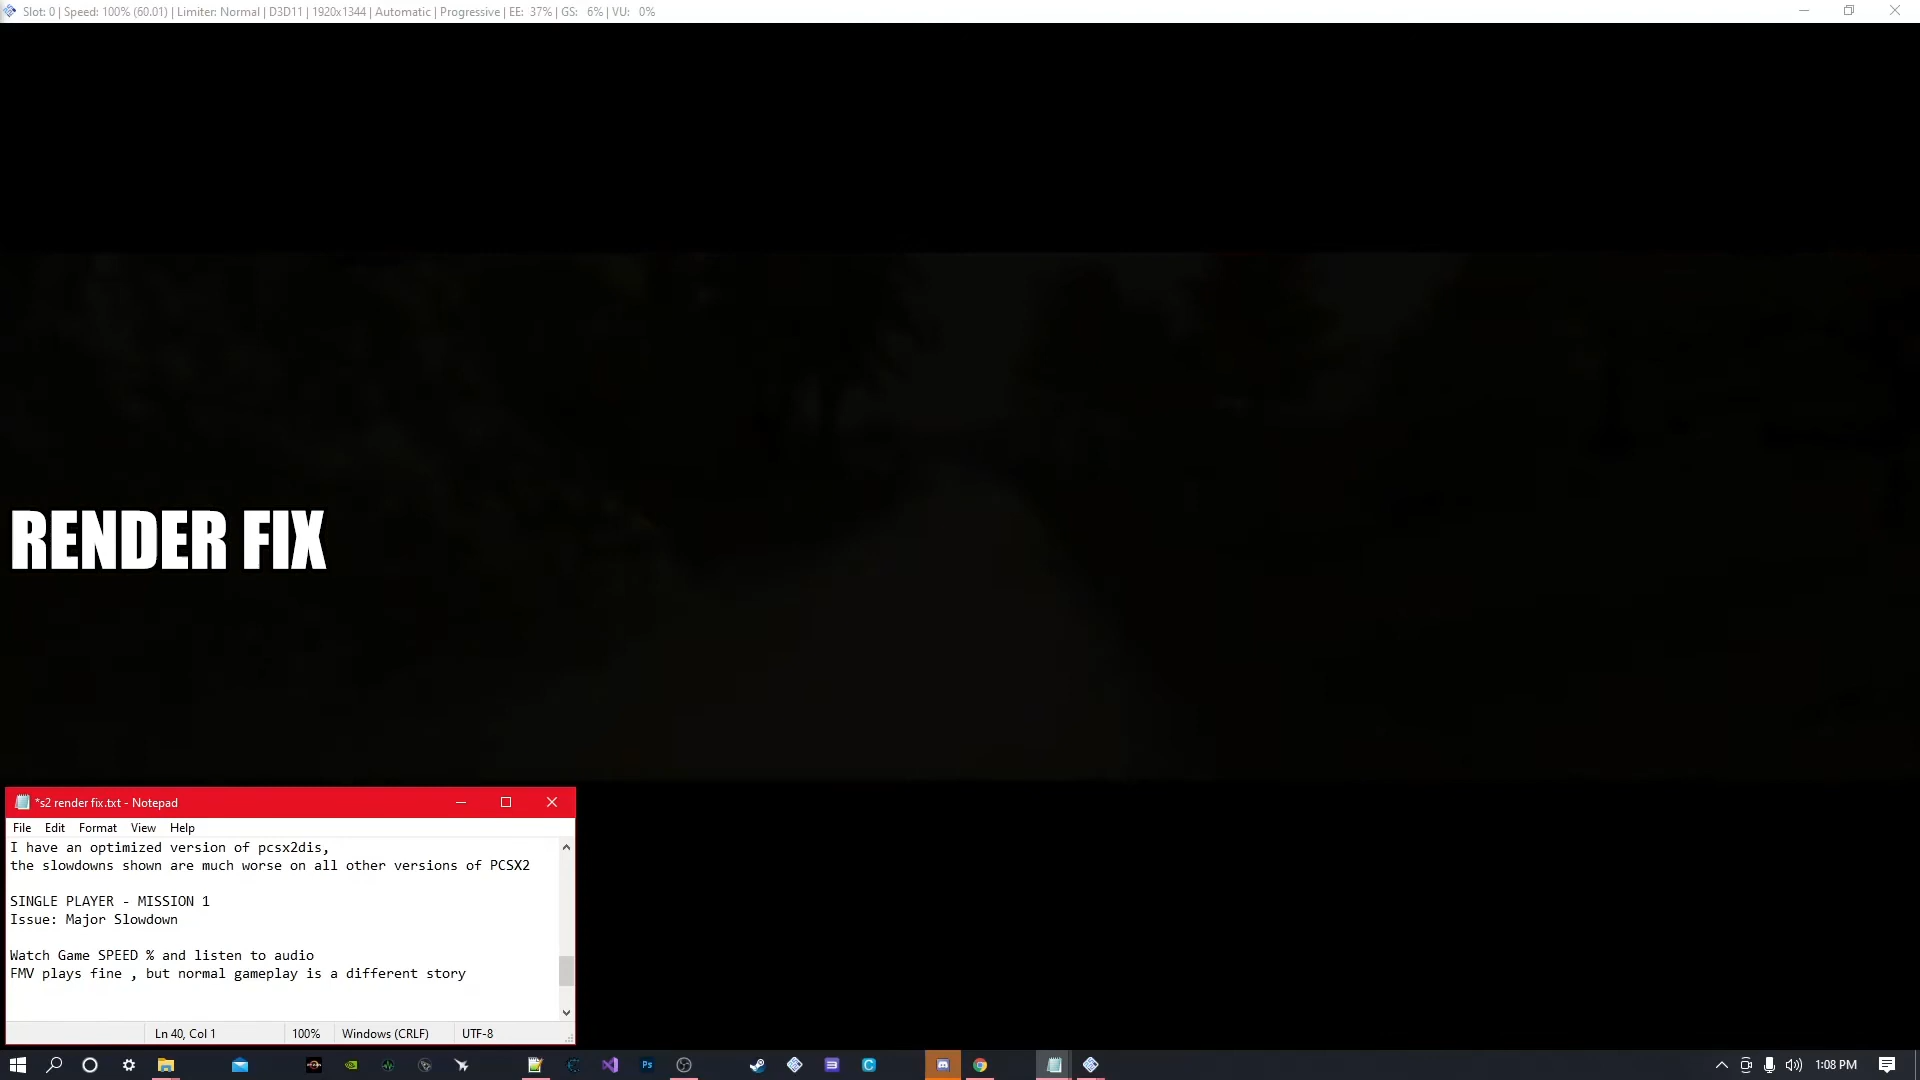 Slot: 0 | Speed: 100% (60.01) | Limiter: Normal | D3D11 | 1920x1344 | Automatic | Progressive | EE: 37% | GS: 6% | VU: 0%
RENDER FIX
*s2 render fix.txt - Notepad
File Edit Format View Help
I have an optimized version of pcsx2dis,
the slowdowns shown are much worse on all other versions of PCSX2
SINGLE PLAYER - MISSION 1
Issue: Major Slowdown
Watch Game SPEED % and listen to audio
FMV plays fine , but normal gameplay is a different story
Ln 40, Col 1 100% Windows (CRLF) UTF-8
Ps
C
1:08 PM